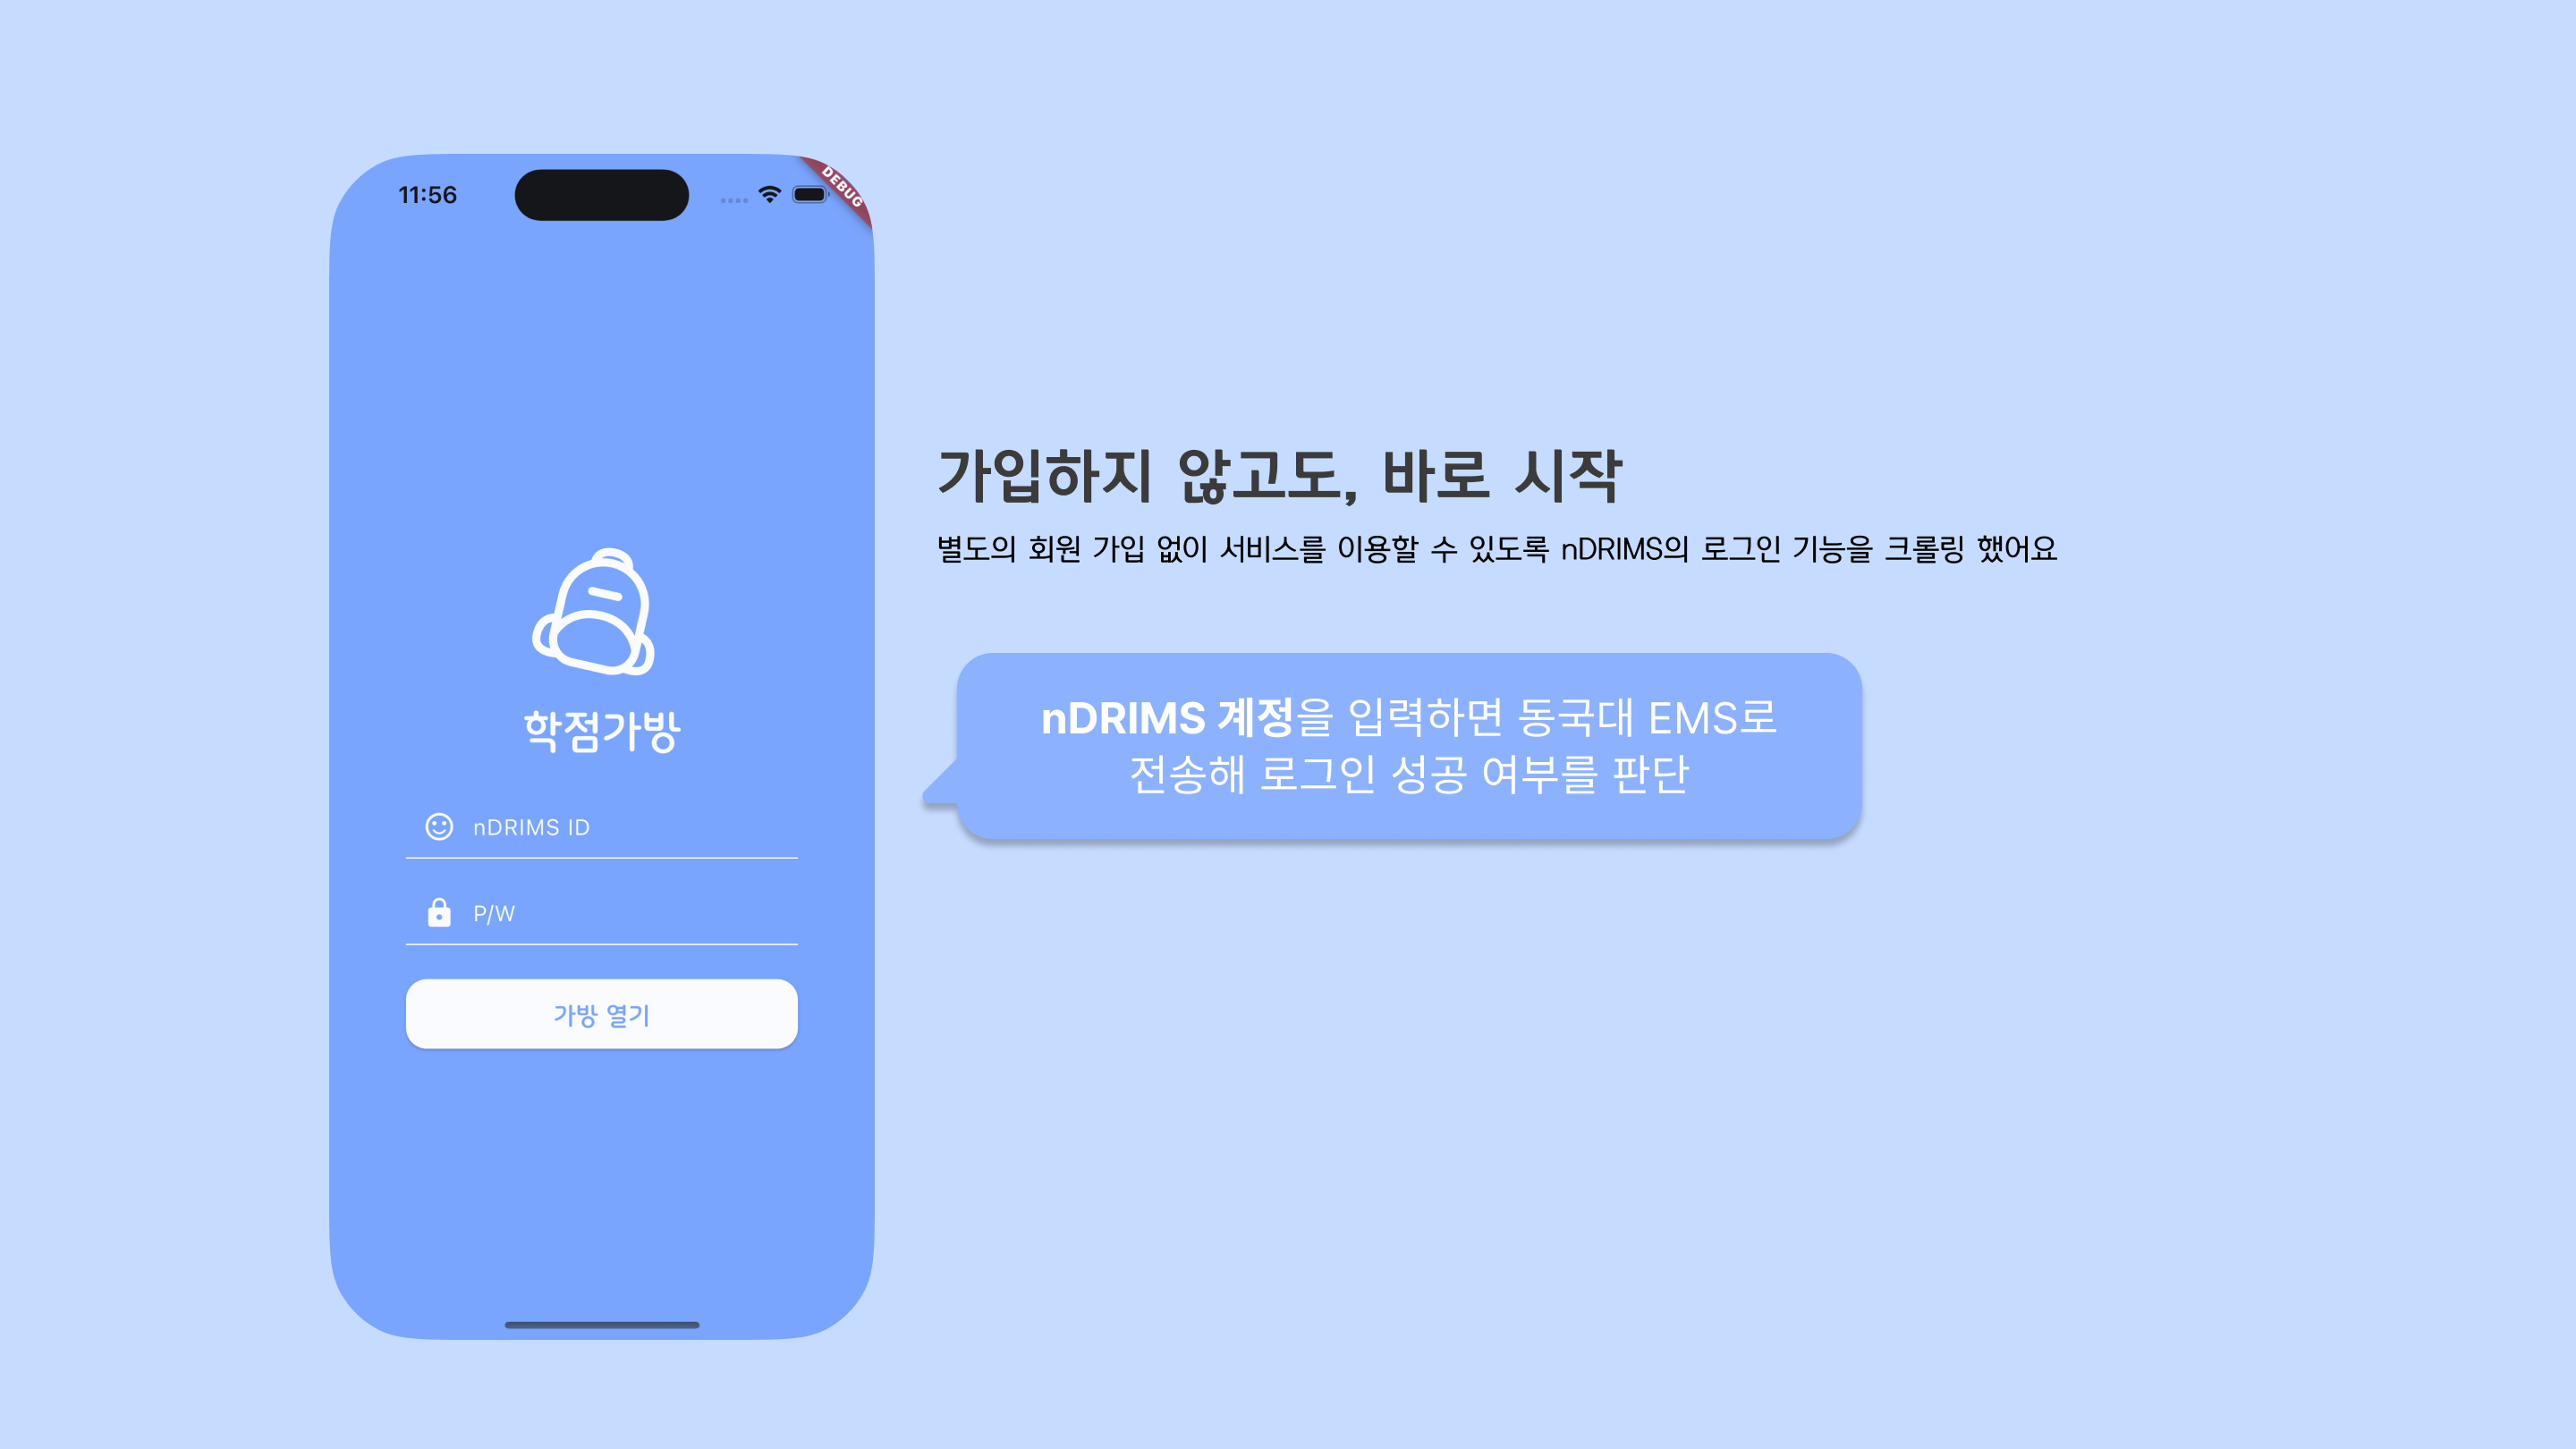 11:56
DEBUG
학점가방
nDRIMS ID
P/W
가방 열기
가입하지 않고도, 바로 시작
별도의 회원 가입 없이 서비스를 이용할 수 있도록 nDRIMS의 로그인 기능을 크롤링 했어요
nDRIMS 계정을 입력하면 동국대 EMS로
전송해 로그인 성공 여부를 판단